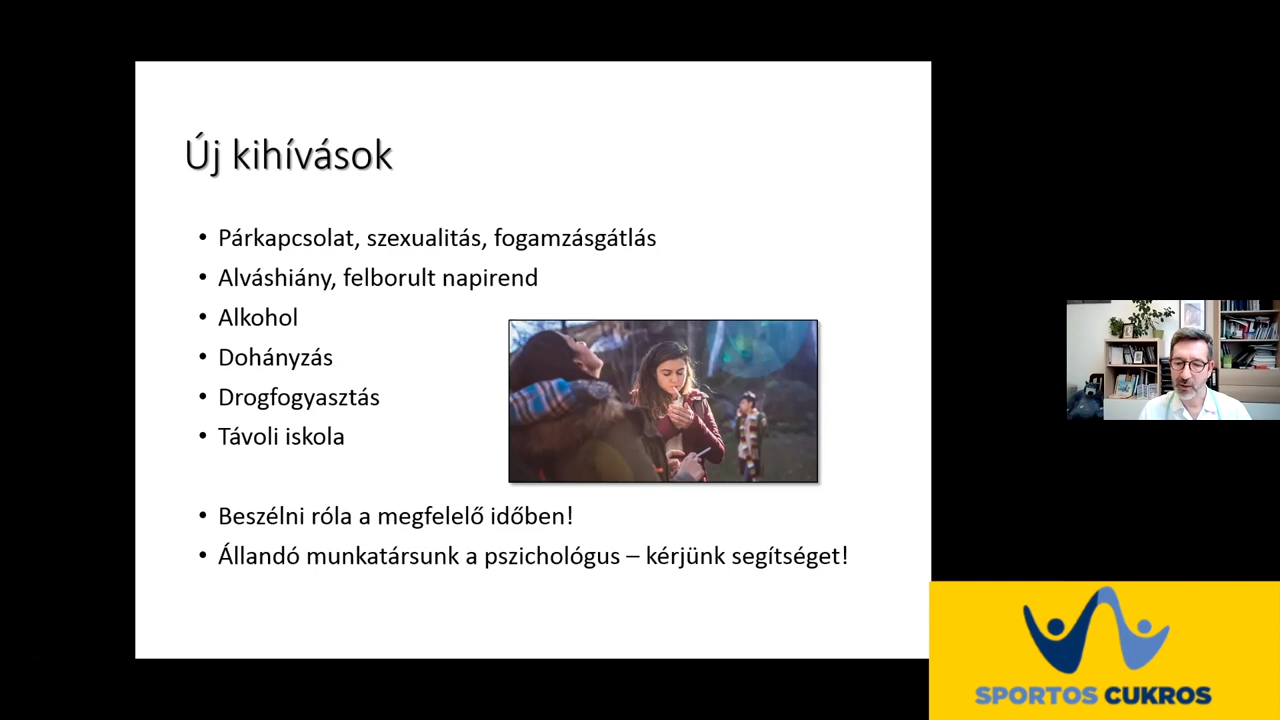 Új kihívások
• Párkapcsolat, szexualitás, fogamzásgátlás
• Alváshiány, felborult napirend
• Alkohol
• Dohányzás
• Drogfogyasztás
• Távoli iskola
• Beszélni róla a megfelelő időben!
• Állandó munkatársunk a pszichológus – kérjünk segítséget!
SPORTOS CUKROS